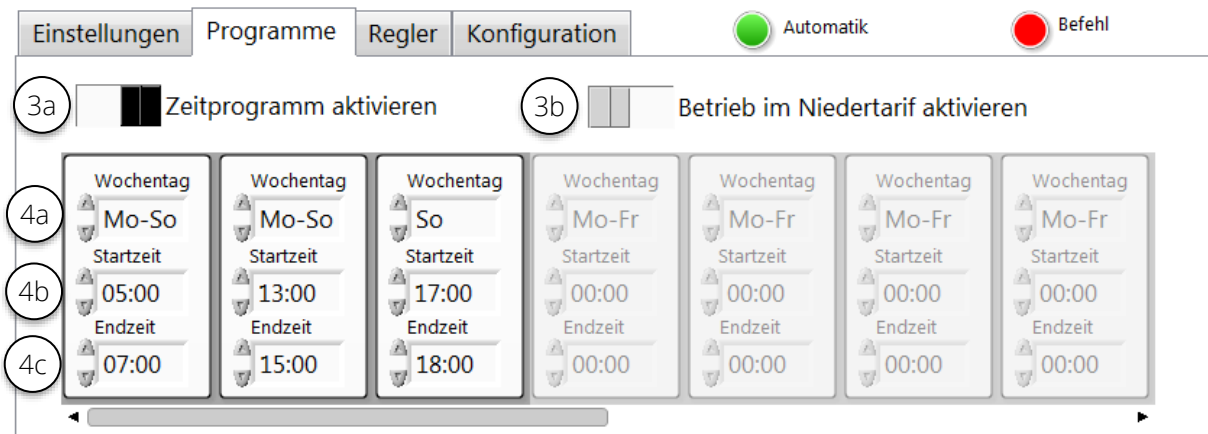 Einstellungen Programme Regler Konfiguration Automatik Befehl
3a Zeitprogramm aktivieren 3b Betrieb im Niedertarif aktivieren
Wochentag Wochentag Wochentag Wochentag Wochentag Wochentag Wochentag
4a Mo-So Mo-So So Mo-Fr Mo-Fr Mo-Fr Mo-Fr
Startzeit Startzeit Startzeit Startzeit Startzeit Startzeit Startzeit
4b 05:00 13:00 17:00 00:00 00:00 00:00 00:00
Endzeit Endzeit Endzeit Endzeit Endzeit Endzeit Endzeit
4c 07:00 15:00 18:00 00:00 00:00 00:00 00:00